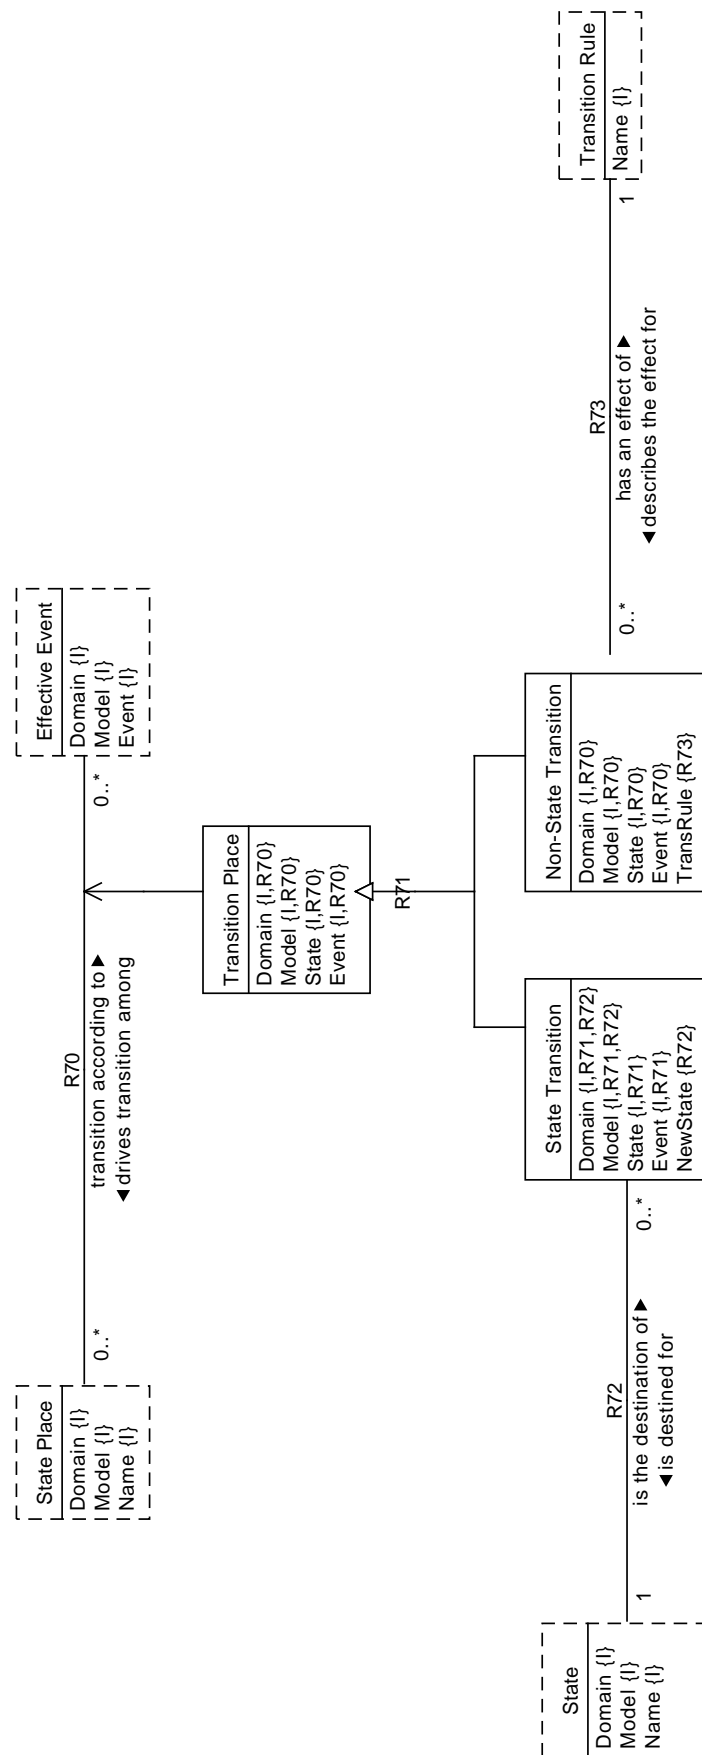 State Place
Domain {I}
Model {I}
Name {I}
0..*
R70
transition according to ▶
◀ drives transition among
0..*
Effective Event
Domain {I}
Model {I}
Event {I}
Transition Place
Domain {I,R70}
Model {I,R70}
State {I,R70}
Event {I,R70}
R71
State
Domain {I}
Model {I}
Name {I}
1
R72
is the destination of ▶
◀ is destined for
0..*
State Transition
Domain {I,R71,R72}
Model {I,R71,R72}
State {I,R71}
Event {I,R71}
NewState {R72}
Non-State Transition
Domain {I,R70}
Model {I,R70}
State {I,R70}
Event {I,R70}
TransRule {R73}
0..*
R73
has an effect of ▶
◀ describes the effect for
1
Transition Rule
Name {I}